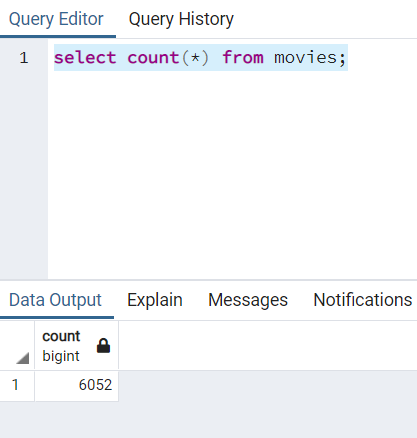 Query Editor Query History
1 select count(*) from movies;
Data Output Explain Messages Notifications
count
bigint
1 6052